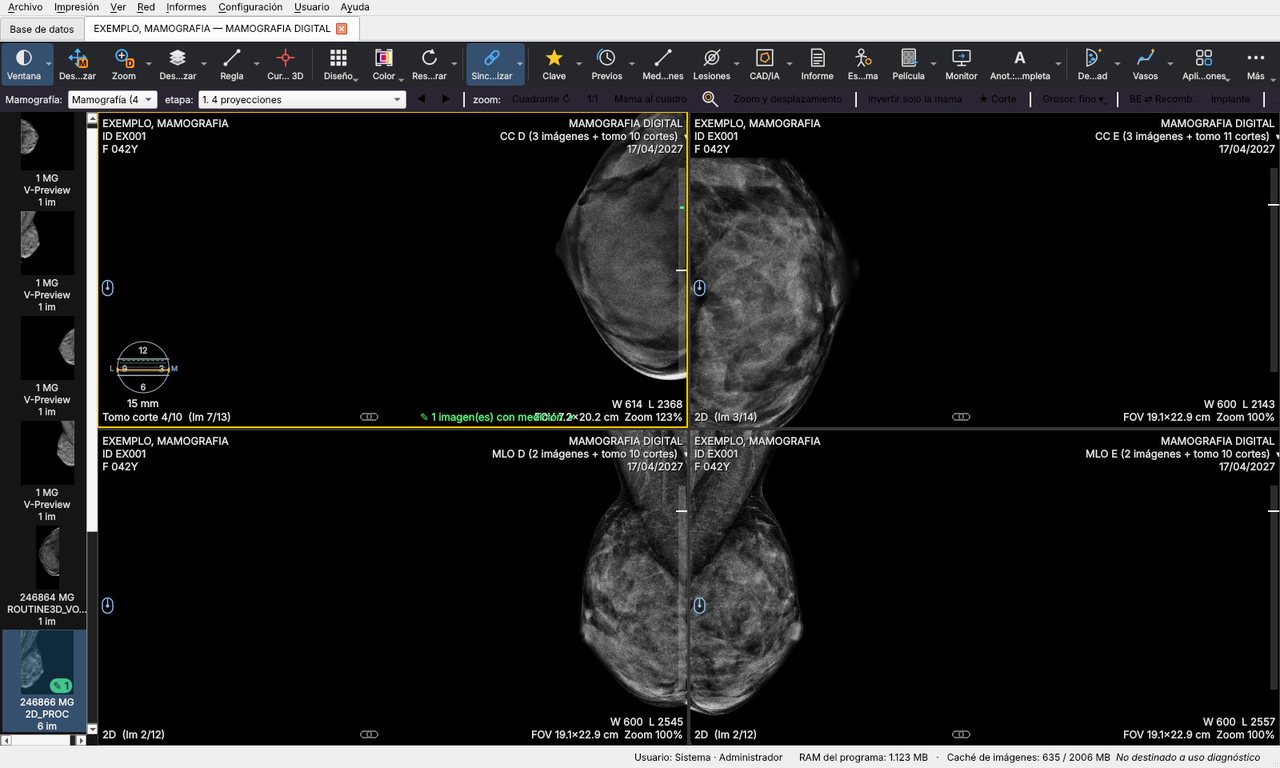 Archivo Impresión Ver Red Informes Configuración Usuario Ayuda
Base de datos
EXEMPLO, MAMOGRAFIA — MAMOGRAFIA DIGITAL
Ventana Des...zar Zoom Des...zar Regla Cur... 3D Diseño Color Res...rar Sinc...izar Clave Previos Med...nes Lesiones CAD/IA Informe Es...ma Película Monitor Anot.:...mpleta De...ad Vasos Apli...ones Más
Mamografía: Mamografía (4 etapa: 1. 4 proyecciones zoom: Cuadrante 1:1 Mama al cuadro Zoom y desplazamiento Invertir solo la mama ★ Corte Grosor: fino BE ⇄ Recomb. Implante
1 MG
V-Preview
1 im
1 MG
V-Preview
1 im
1 MG
V-Preview
1 im
1 MG
V-Preview
1 im
246864 MG
ROUTINE3D_VO...
1 im
1
246866 MG
2D_PROC
6 im
EXEMPLO, MAMOGRAFIA
ID EX001
F 042Y
MAMOGRAFIA DIGITAL
CC D (3 imágenes + tomo 10 cortes)
17/04/2027
12
L 9 3 M
6
15 mm
Tomo corte 4/10 (Im 7/13)
1 imagen(es) con
W 614 L 2368
20.2 cm Zoom 123%
EXEMPLO, MAMOGRAFIA
ID EX001
F 042Y
MAMOGRAFIA DIGITAL
CC E (3 imágenes + tomo 11 cortes)
17/04/2027
2D (Im 3/14)
W 600 L 2143
FOV 19.1×22.9 cm Zoom 100%
EXEMPLO, MAMOGRAFIA
ID EX001
F 042Y
MAMOGRAFIA DIGITAL
MLO D (2 imágenes + tomo 10 cortes)
17/04/2027
2D (Im 2/12)
W 600 L 2545
FOV 19.1×22.9 cm Zoom 100%
EXEMPLO, MAMOGRAFIA
ID EX001
F 042Y
MAMOGRAFIA DIGITAL
MLO E (2 imágenes + tomo 10 cortes)
17/04/2027
2D (Im 2/12)
W 600 L 2557
FOV 19.1×22.9 cm Zoom 100%
Usuario: Sistema · Administrador RAM del programa: 1.123 MB · Caché de imágenes: 635 / 2006 MB No destinado a uso diagnóstico